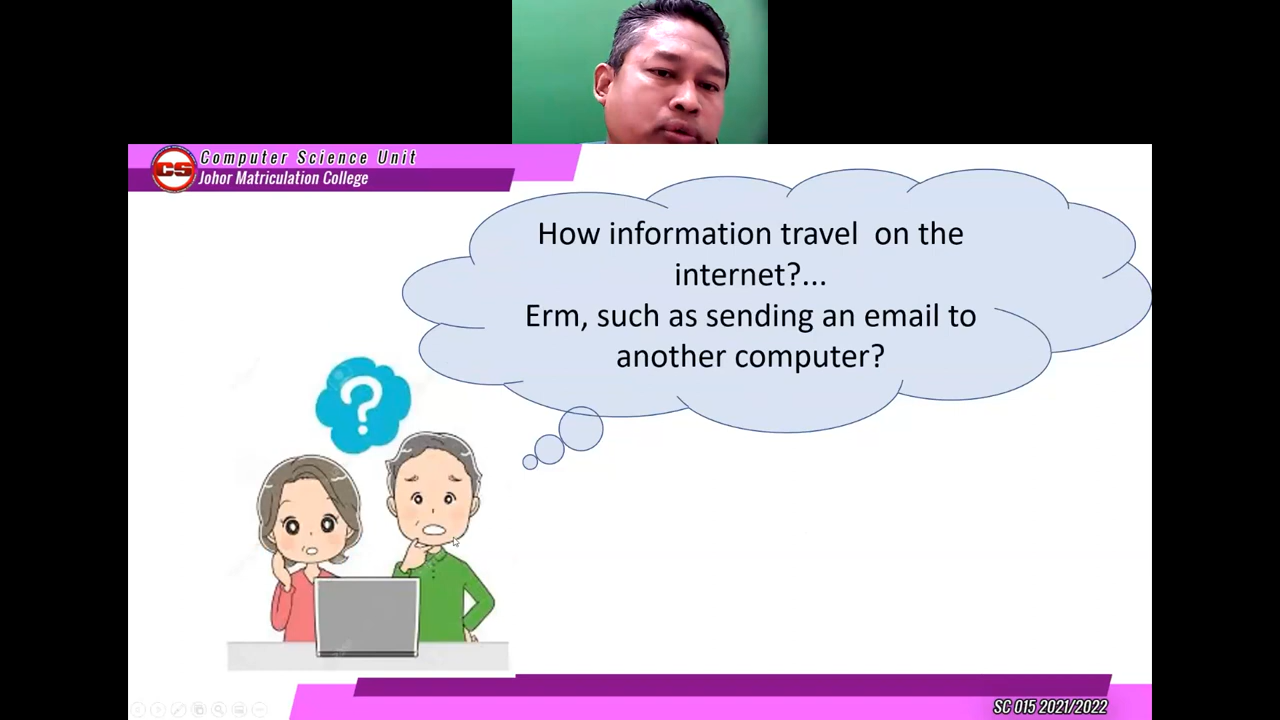 Computer Science Unit
CS
Johor Matriculation College
How information travel on the
internet?...
Erm, such as sending an email to
another computer?
?
SC 015 2021/2022